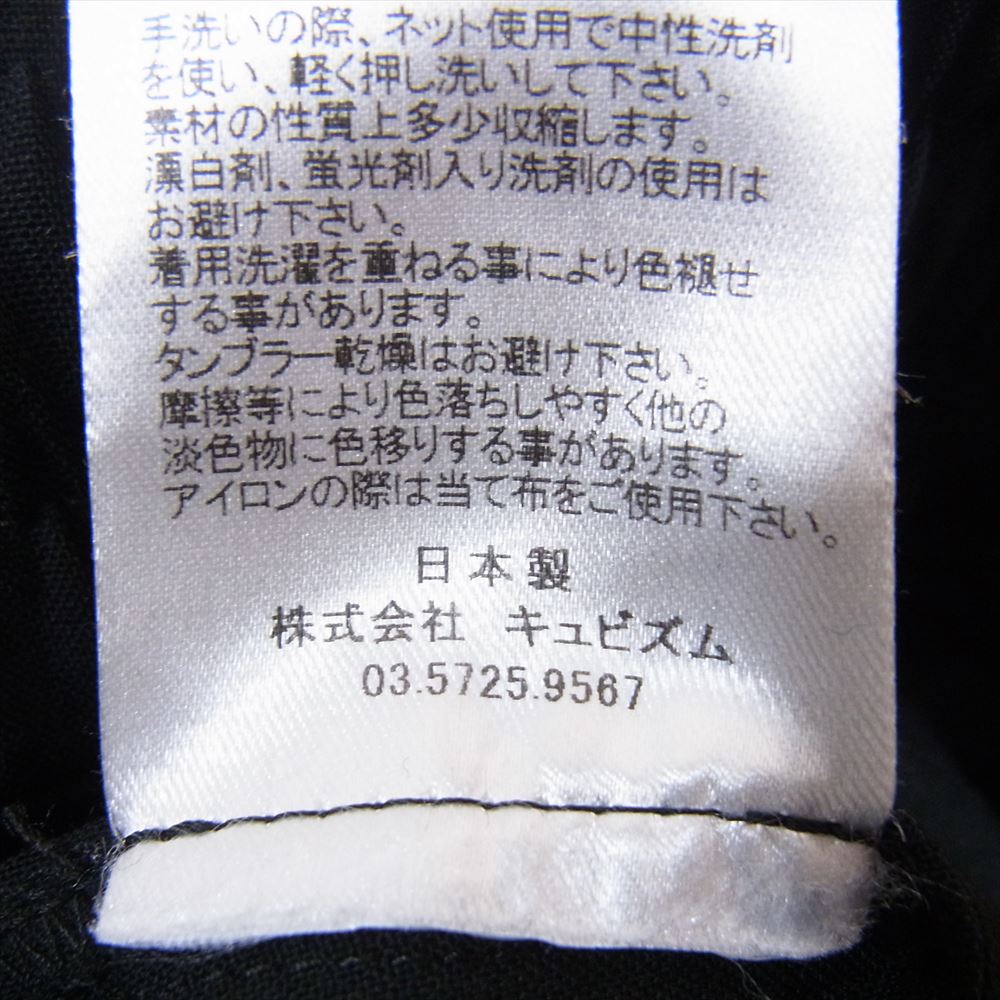 手洗いの際、ネット使用で中性洗剤
を使い、軽く押し洗いして下さい。
素材の性質上多少収縮します。
漂白剤、蛍光剤入り洗剤の使用は
お避け下さい。
着用洗濯を重ねる事により色褪せ
する事があります。
タンブラー乾燥はお避け下さい。
摩擦等により色落ちしやすく他の
淡色物に色移りする事があります。
アイロンの際は当て布をご使用下さい。
日本製
株式会社 キュビズム
03.5725.9567